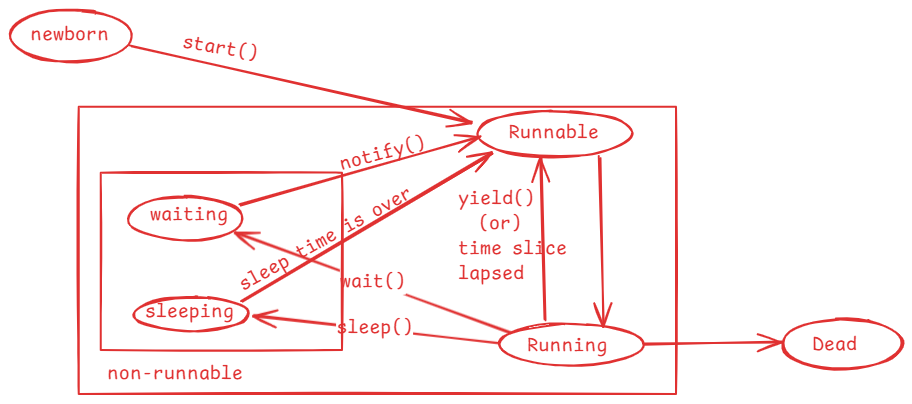 newborn
start()
Runnable
notify()
waiting
yield()
(or)
time slice
lapsed
sleep time is over
wait()
sleeping
sleep()
Running
Dead
non-runnable